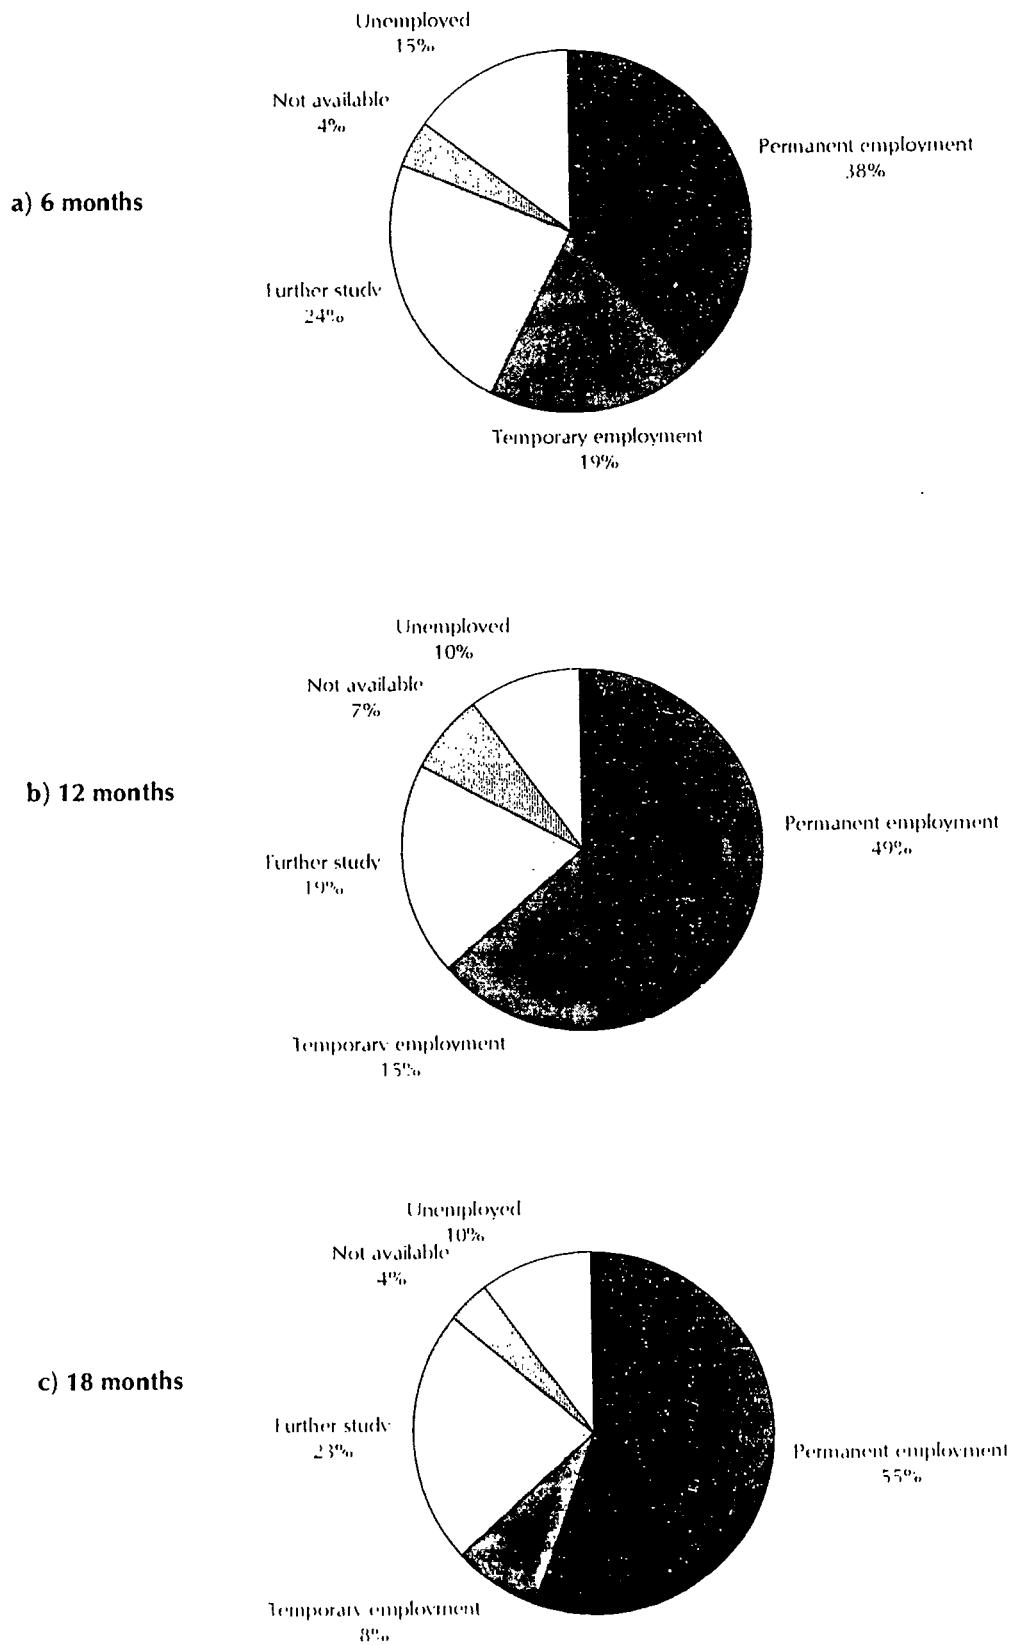 Unemployed
15%
Not available
4%
Permanent employment
38%
a) 6 months
Further study
24%
Temporary employment
19%
Unemployed
10%
Not available
7%
b) 12 months
Permanent employment
49%
Further study
19%
Temporary employment
15%
Unemployed
10%
Not available
4%
c) 18 months
Further study
23%
Permanent employment
55%
Temporary employment
8%